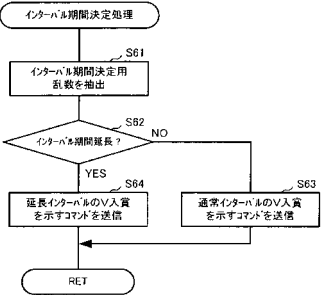 インターバル期間決定処理
S61
インターバル期間決定用
乱数を抽出
S62
インターバル期間延長？
NO
YES
S64
延長インターバルのV入賞
を示すコマンドを送信
S63
通常インターバルのV入賞
を示すコマンドを送信
RET